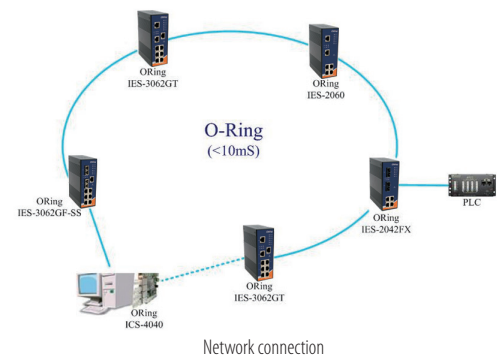 ORing
IES-3062GT
ORing
IES-2060
O-Ring
(<10mS)
ORing
IES-3062GF-SS
ORing
IES-2042FX
PLC
ORing
IES-3062GT
ORing
ICS-4040
Network connection